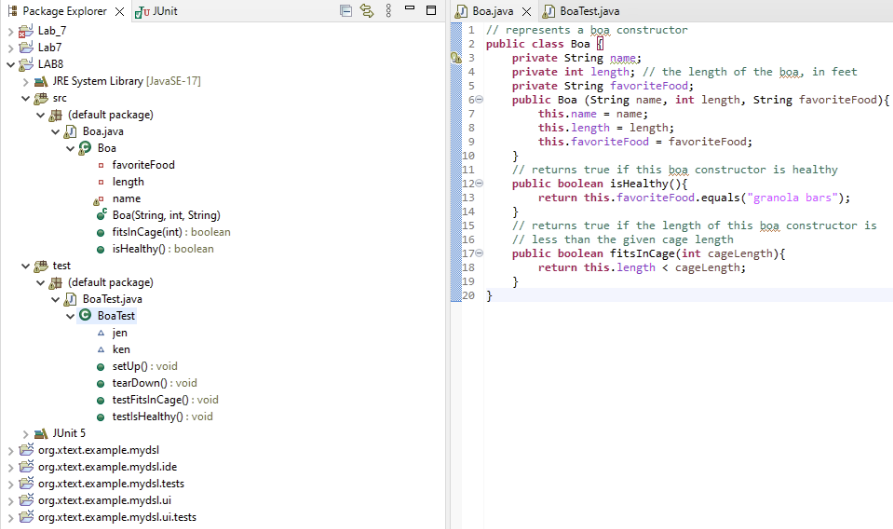 Package Explorer
JUnit
Lab_7
Lab7
LAB8
JRE System Library [JavaSE-17]
src
(default package)
Boa.java
Boa
favoriteFood
length
name
Boa(String, int, String)
fitsInCage(int) : boolean
isHealthy() : boolean
test
(default package)
BoaTest.java
BoaTest
jen
ken
setUp() : void
tearDown() : void
testFitsInCage() : void
testIsHealthy() : void
JUnit 5
org.xtext.example.mydsl
org.xtext.example.mydsl.ide
org.xtext.example.mydsl.tests
org.xtext.example.mydsl.ui
org.xtext.example.mydsl.ui.tests
Boa.java
BoaTest.java
1 // represents a boa constructor
2 public class Boa {
3 private String name;
4 private int length; // the length of the boa, in feet
5 private String favoriteFood;
6 public Boa (String name, int length, String favoriteFood){
7 this.name = name;
8 this.length = length;
9 this.favoriteFood = favoriteFood;
10 }
11 // returns true if this boa constructor is healthy
12 public boolean isHealthy(){
13 return this.favoriteFood.equals("granola bars");
14 }
15 // returns true if the length of this boa constructor is
16 // less than the given cage length
17 public boolean fitsInCage(int cageLength){
18 return this.length < cageLength;
19 }
20 }